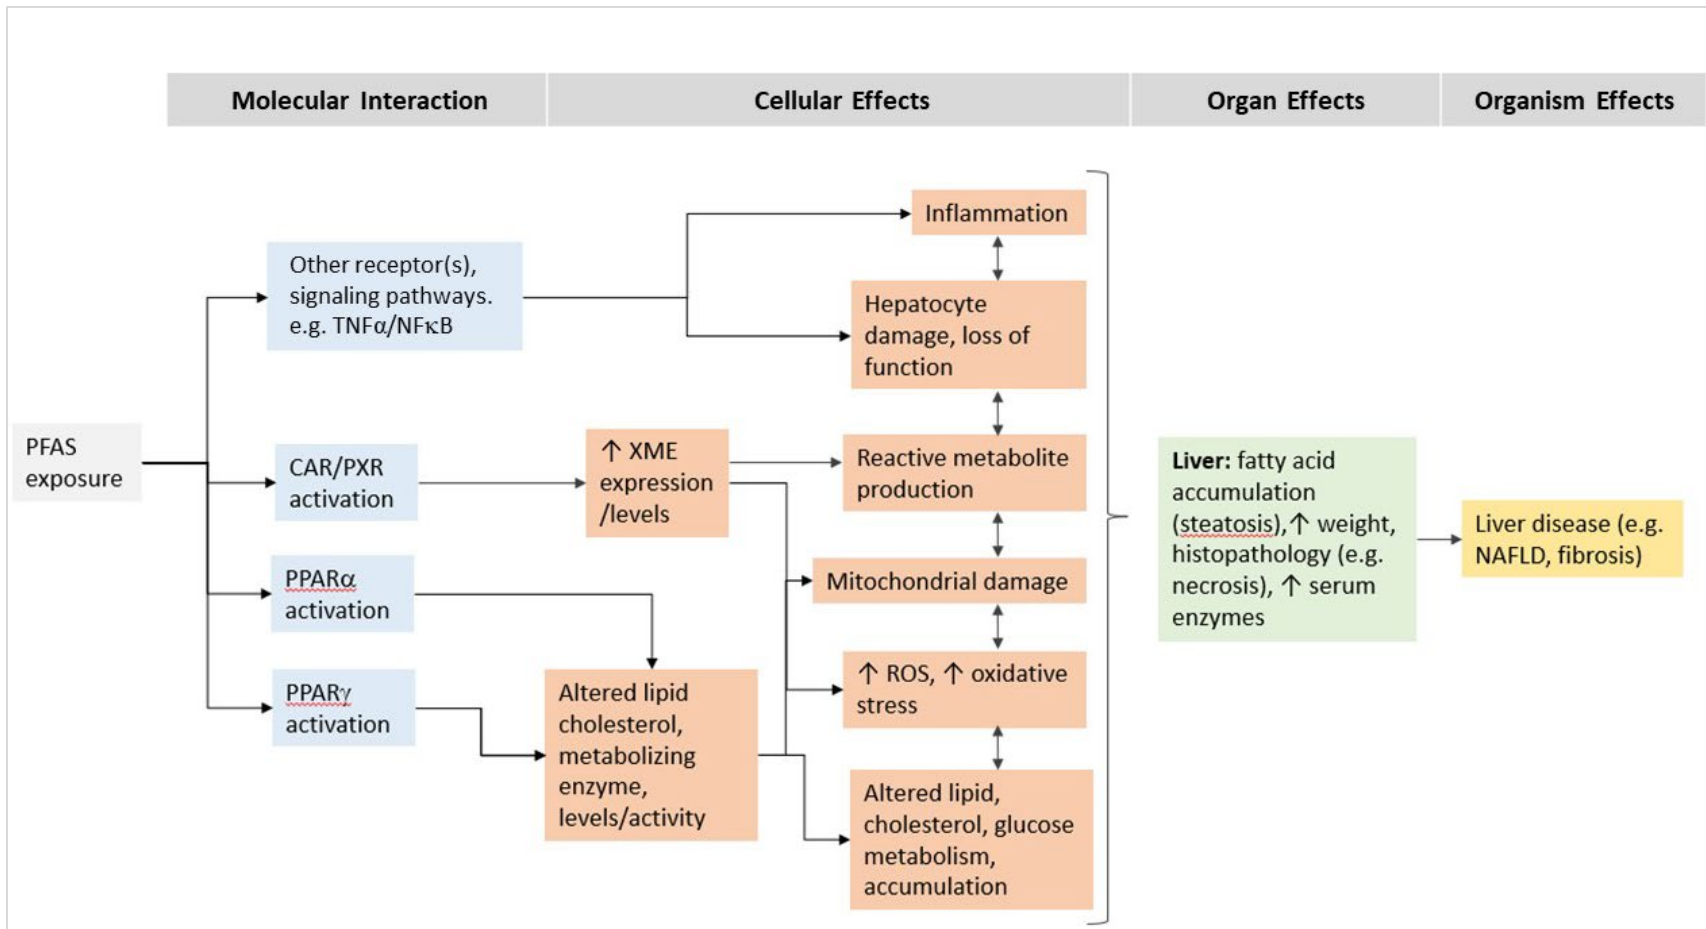 Molecular Interaction
Cellular Effects
Organ Effects
Organism Effects
PFAS
exposure
Other receptor(s),
signaling pathways.
e.g. TNFα/NFκB
CAR/PXR
activation
PPARα
activation
PPARγ
activation
↑ XME
expression
/levels
Altered lipid
cholesterol,
metabolizing
enzyme,
levels/activity
Inflammation
Hepatocyte
damage, loss of
function
Reactive metabolite
production
Mitochondrial damage
↑ ROS, ↑ oxidative
stress
Altered lipid,
cholesterol, glucose
metabolism,
accumulation
Liver: fatty acid
accumulation
(steatosis),↑ weight,
histopathology (e.g.
necrosis), ↑ serum
enzymes
Liver disease (e.g.
NAFLD, fibrosis)